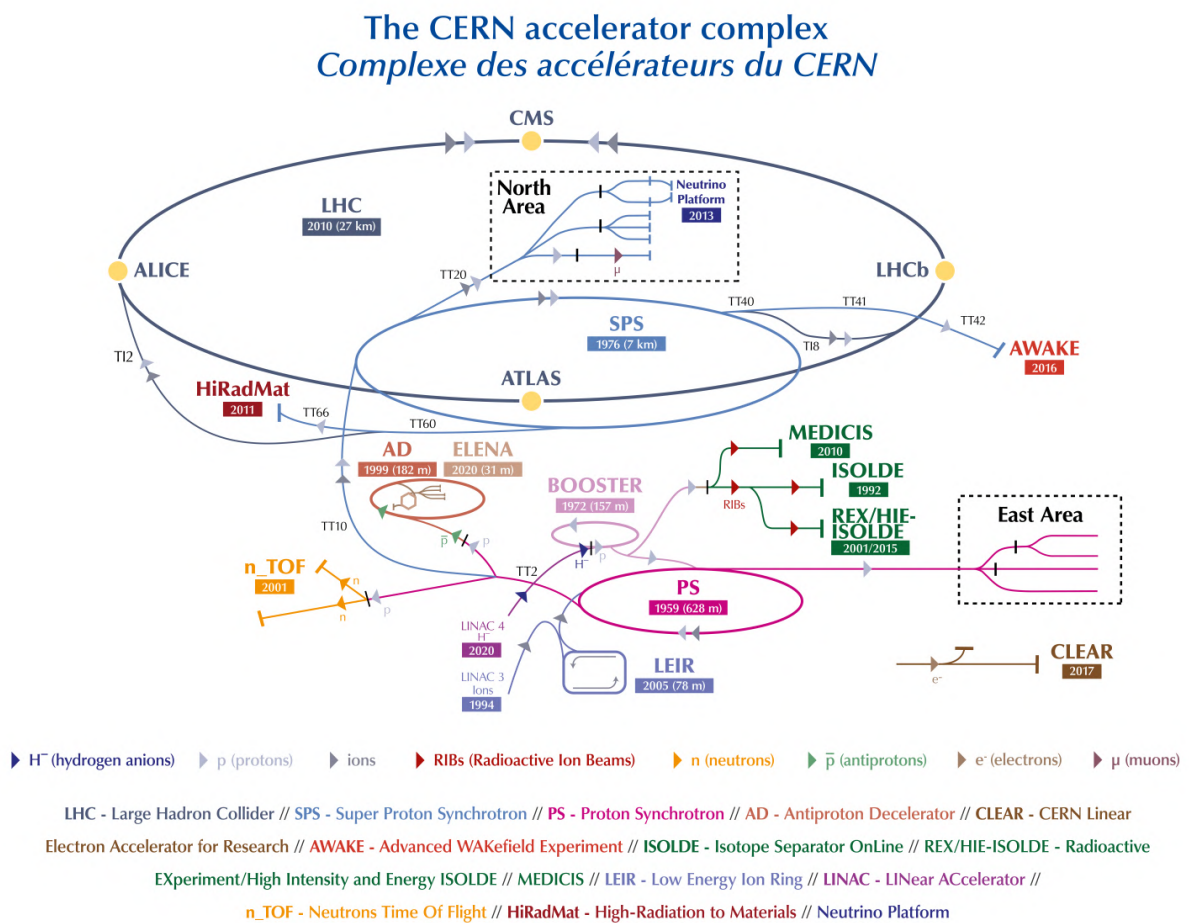 The CERN accelerator complex
Complexe des accélérateurs du CERN
CMS
North
Area
Neutrino
Platform
2013
LHC
2010 (27 km)
μ
ALICE
LHCb
TT20
TT40
TT41
TT42
SPS
1976 (7 km)
TI8
TI2
AWAKE
2016
ATLAS
HiRadMat
2011
TT66
TT60
AD
1999 (182 m)
ELENA
2020 (31 m)
MEDICIS
2010
BOOSTER
1972 (157 m)
ISOLDE
1992
RIBs
REX/HIE-
ISOLDE
2001/2015
East Area
TT10
p̅
p
H⁻
p
n_TOF
2001
n
n
p
TT2
PS
1959 (628 m)
LINAC 4
H⁻
2020
LINAC 3
Ions
1994
LEIR
2005 (78 m)
CLEAR
2017
e⁻
H⁻ (hydrogen anions) p (protons) ions RIBs (Radioactive Ion Beams) n (neutrons) p̅ (antiprotons) e⁻ (electrons) μ (muons)
LHC - Large Hadron Collider // SPS - Super Proton Synchrotron // PS - Proton Synchrotron // AD - Antiproton Decelerator // CLEAR - CERN Linear
Electron Accelerator for Research // AWAKE - Advanced WAKefield Experiment // ISOLDE - Isotope Separator OnLine // REX/HIE-ISOLDE - Radioactive
EXperiment/High Intensity and Energy ISOLDE // MEDICIS // LEIR - Low Energy Ion Ring // LINAC - LINear ACcelerator //
n_TOF - Neutrons Time Of Flight // HiRadMat - High-Radiation to Materials // Neutrino Platform